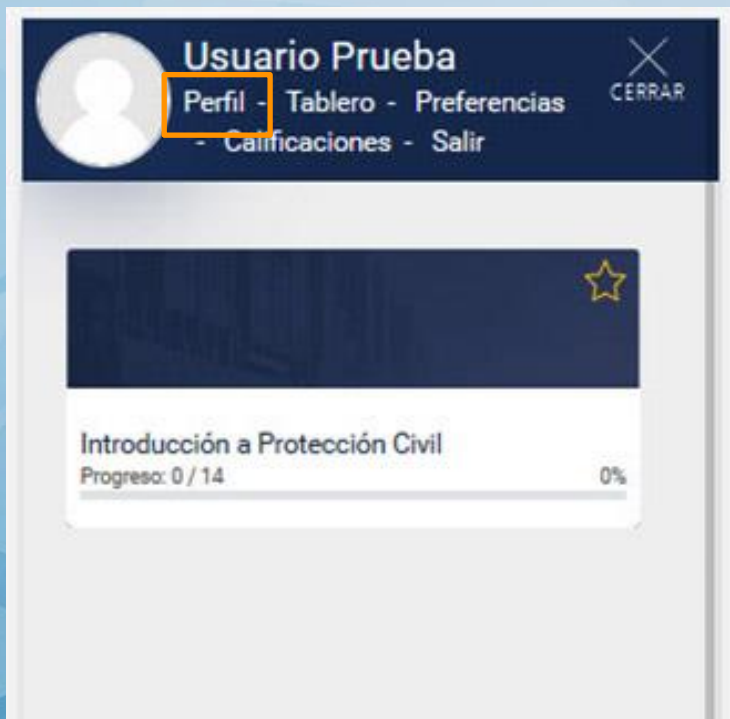 Usuario Prueba
CERRAR
Perfil - Tablero - Preferencias
- Calificaciones - Salir
Introducción a Protección Civil
Progreso: 0 / 14 0%